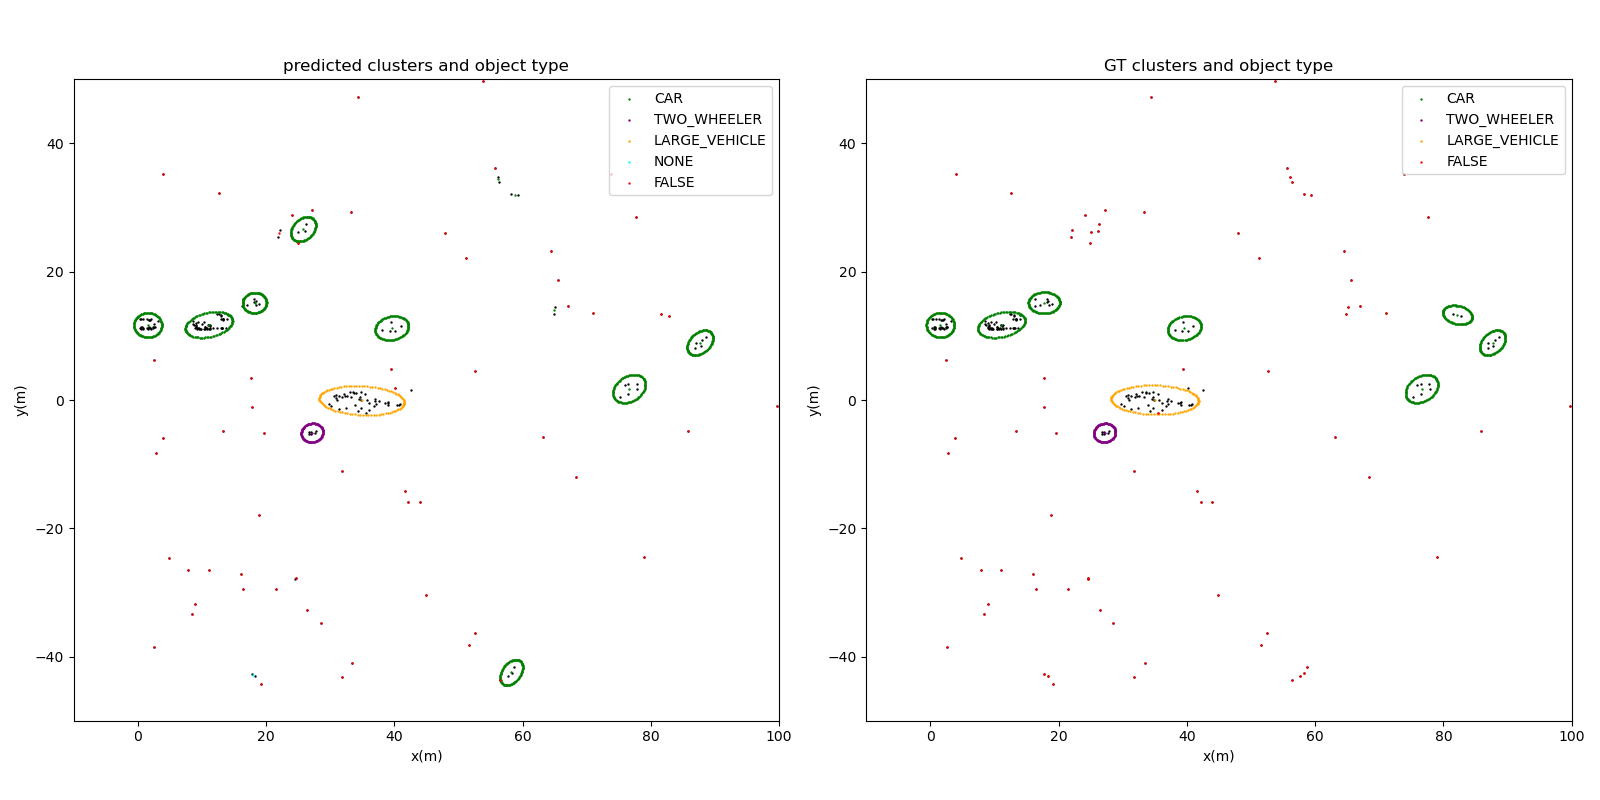 predicted clusters and object type
CAR
TWO_WHEELER
LARGE_VEHICLE
NONE
FALSE
y(m)
40
20
0
−20
−40
0
20
40
60
80
100
x(m)
GT clusters and object type
CAR
TWO_WHEELER
LARGE_VEHICLE
FALSE
y(m)
40
20
0
−20
−40
0
20
40
60
80
100
x(m)